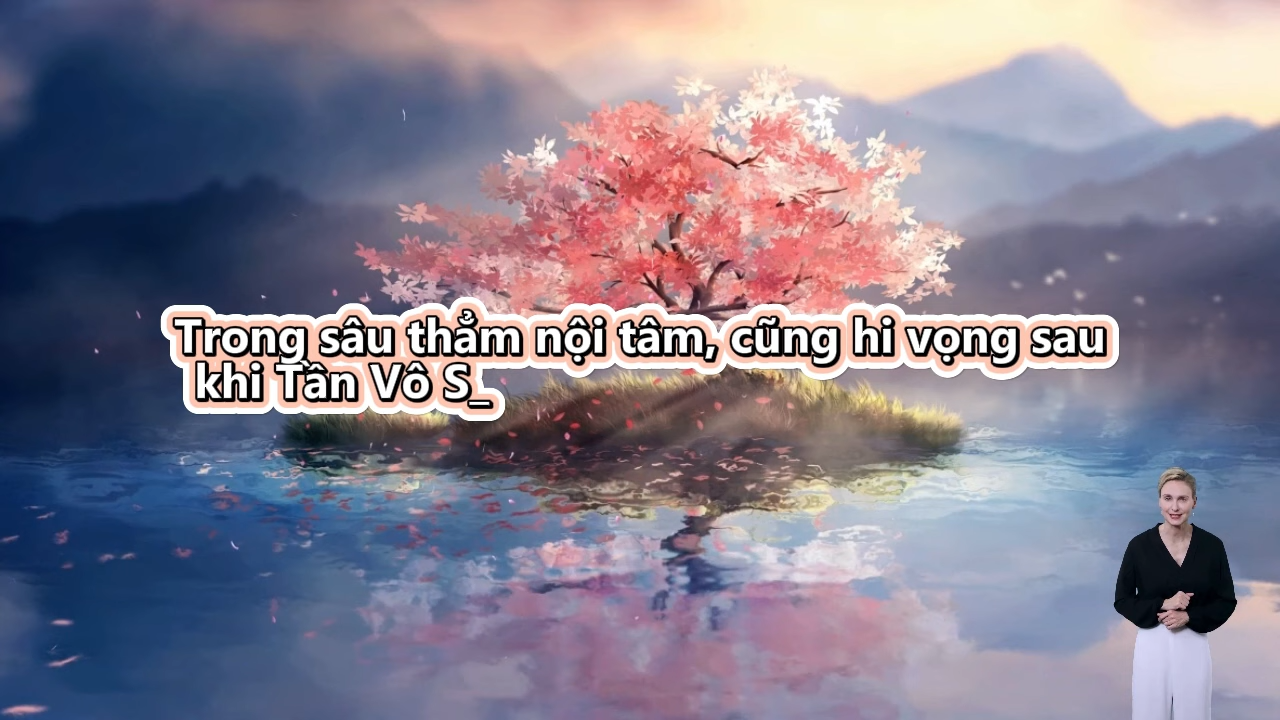 Trong sâu thẳm nội tâm, cũng hi vọng sau
khi Tần Vô S_